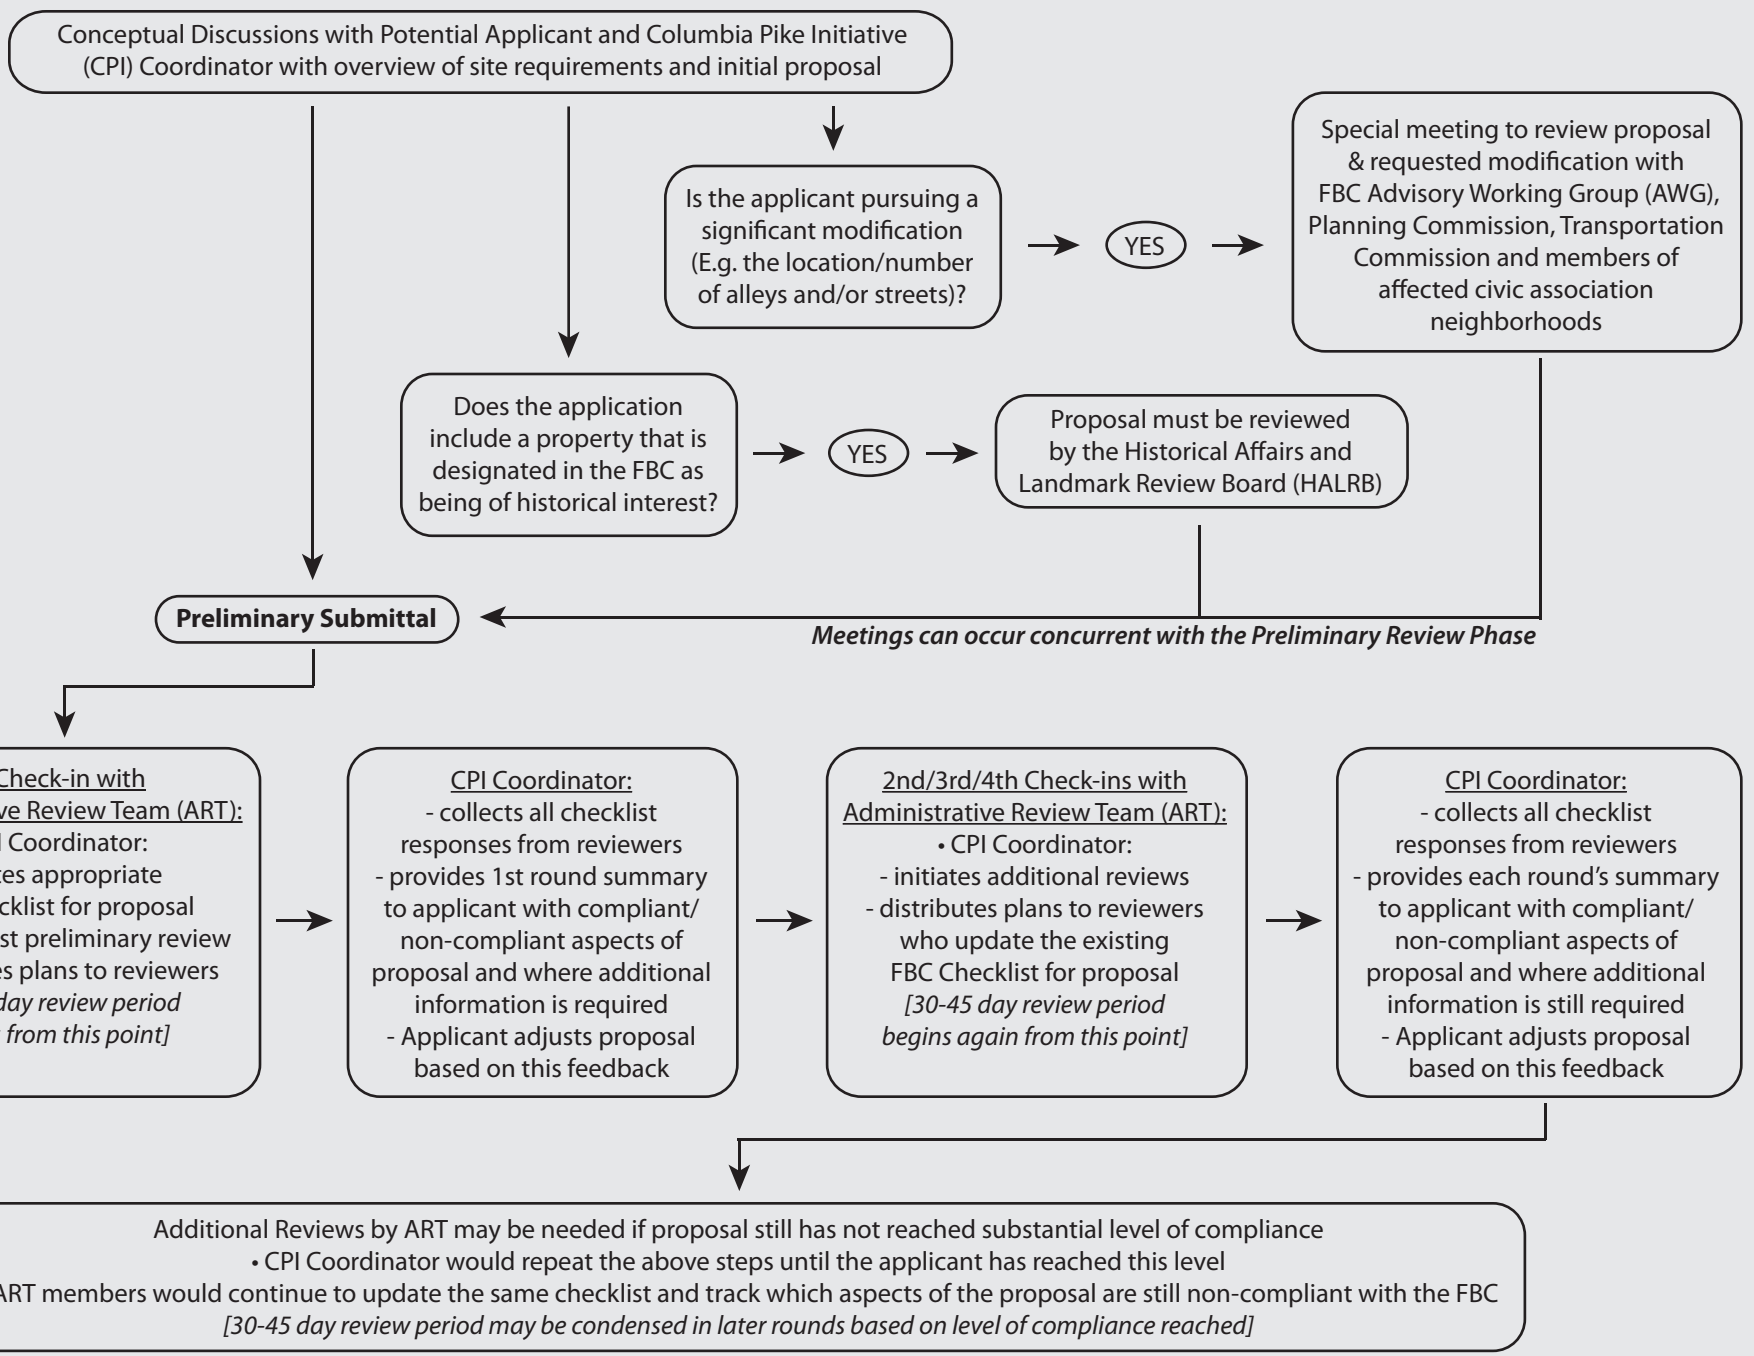 Conceptual Discussions with Potential Applicant and Columbia Pike Initiative
(CPI) Coordinator with overview of site requirements and initial proposal
Is the applicant pursuing a
significant modification
(E.g. the location/number
of alleys and/or streets)?
YES
Special meeting to review proposal
& requested modification with
FBC Advisory Working Group (AWG),
Planning Commission, Transportation
Commission and members of
affected civic association
neighborhoods
Does the application
include a property that is
designated in the FBC as
being of historical interest?
YES
Proposal must be reviewed
by the Historical Affairs and
Landmark Review Board (HALRB)
Preliminary Submittal
Meetings can occur concurrent with the Preliminary Review Phase
Check-in with
Review Team (ART):
Coordinator:
appropriate
for proposal
preliminary review
plans to reviewers
day review period
from this point]
CPI Coordinator:
- collects all checklist
responses from reviewers
- provides 1st round summary
to applicant with compliant/
non-compliant aspects of
proposal and where additional
information is required
- Applicant adjusts proposal
based on this feedback
2nd/3rd/4th Check-ins with
Administrative Review Team (ART):
• CPI Coordinator:
- initiates additional reviews
- distributes plans to reviewers
who update the existing
FBC Checklist for proposal
[30-45 day review period
begins again from this point]
CPI Coordinator:
- collects all checklist
responses from reviewers
- provides each round's summary
to applicant with compliant/
non-compliant aspects of
proposal and where additional
information is still required
- Applicant adjusts proposal
based on this feedback
Additional Reviews by ART may be needed if proposal still has not reached substantial level of compliance
• CPI Coordinator would repeat the above steps until the applicant has reached this level
ART members would continue to update the same checklist and track which aspects of the proposal are still non-compliant with the FBC
[30-45 day review period may be condensed in later rounds based on level of compliance reached]